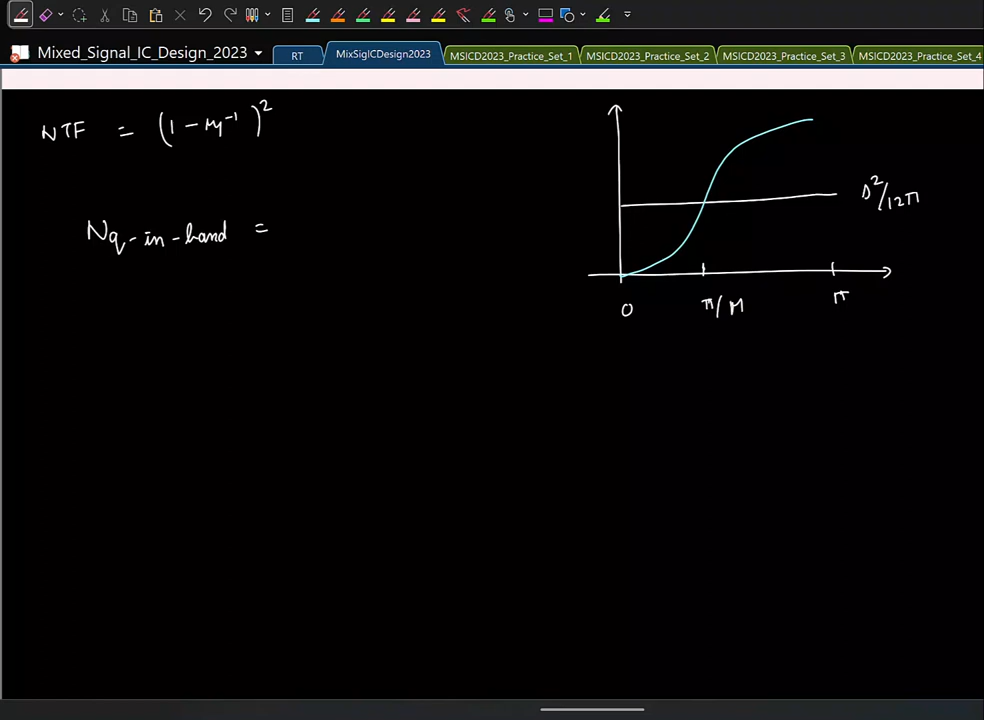 Mixed_Signal_IC_Design_2023
RT
MixSigICDesign2023
MSICD2023_Practice_Set_1
MSICD2023_Practice_Set_2
MSICD2023_Practice_Set_3
MSICD2023_Practice_Set_4
NTF = (1 - z⁻¹)²
Δ²/12π
Nq-in-band =
0
π/M
π